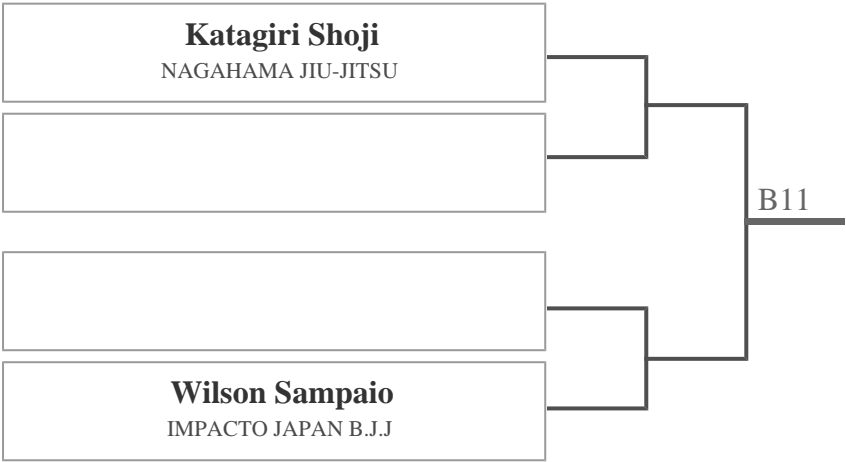 Katagiri Shoji
NAGAHAMA JIU-JITSU
B11
Wilson Sampaio
IMPACTO JAPAN B.J.J